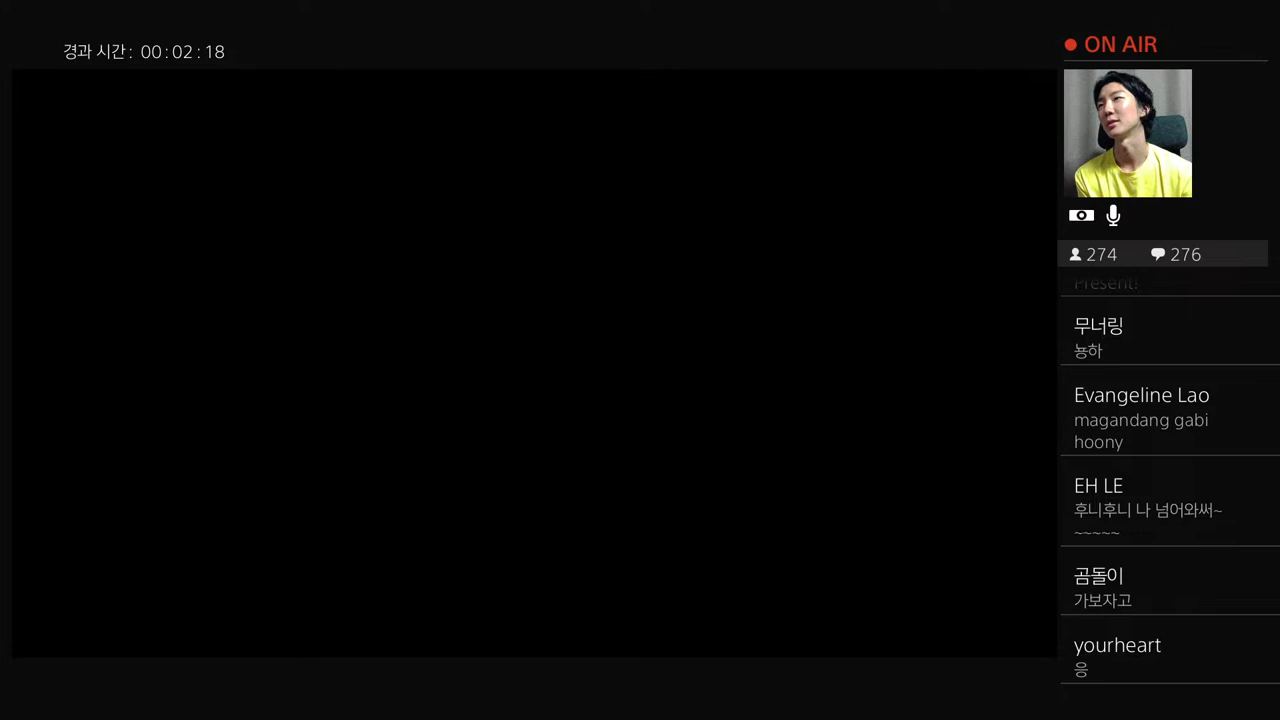 경과 시간: 00:02:18
ON AIR
274 276
Present!
무너링
뇽하
Evangeline Lao
magandang gabi
hoony
EH LE
후니후니 나 넘어와써~
~~~~~
곰돌이
가보자고
yourheart
응